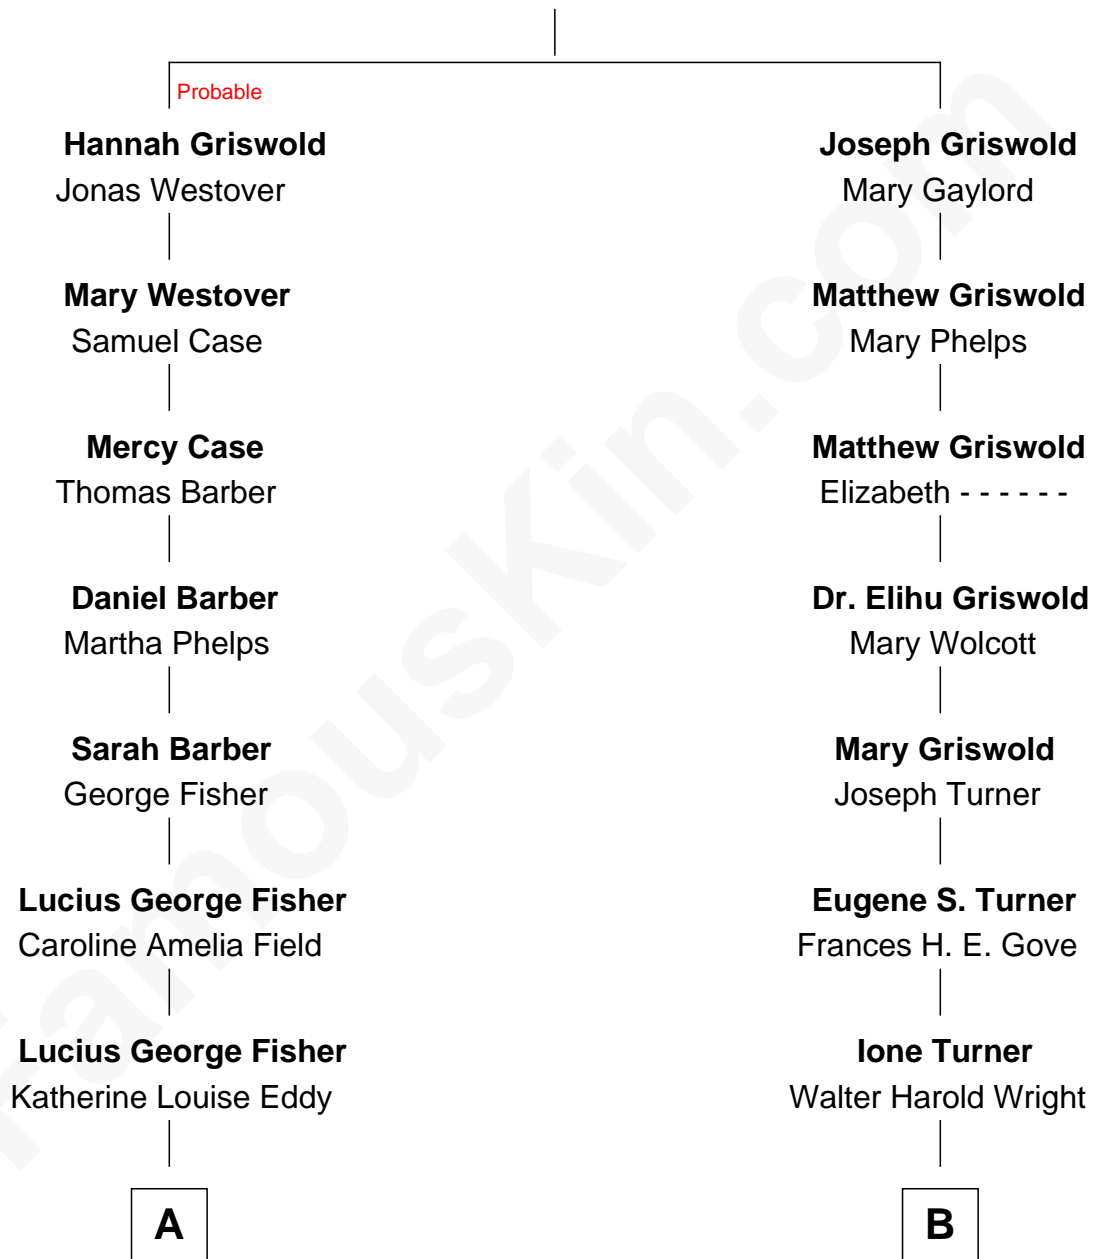 Probable
Hannah Griswold
Jonas Westover
Mary Westover
Samuel Case
Mercy Case
Thomas Barber
Daniel Barber
Martha Phelps
Sarah Barber
George Fisher
Lucius George Fisher
Caroline Amelia Field
Lucius George Fisher
Katherine Louise Eddy
A
Joseph Griswold
Mary Gaylord
Matthew Griswold
Mary Phelps
Matthew Griswold
Elizabeth - - - - - -
Dr. Elihu Griswold
Mary Wolcott
Mary Griswold
Joseph Turner
Eugene S. Turner
Frances H. E. Gove
Ione Turner
Walter Harold Wright
B
FamousKin.com